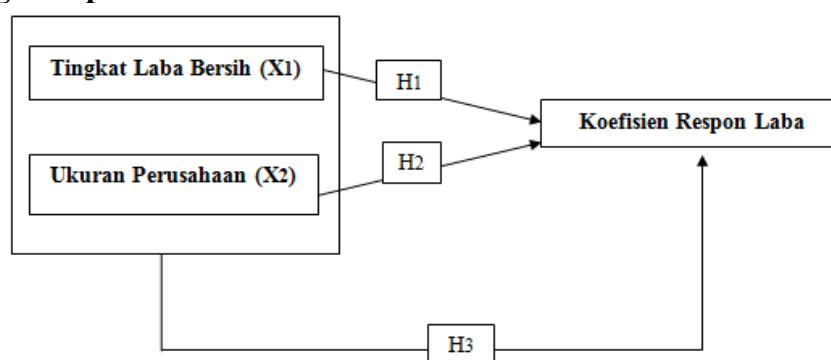 Tingkat Laba Bersih (X1)
H1
Koefisien Respon Laba
H2
Ukuran Perusahaan (X2)
H3